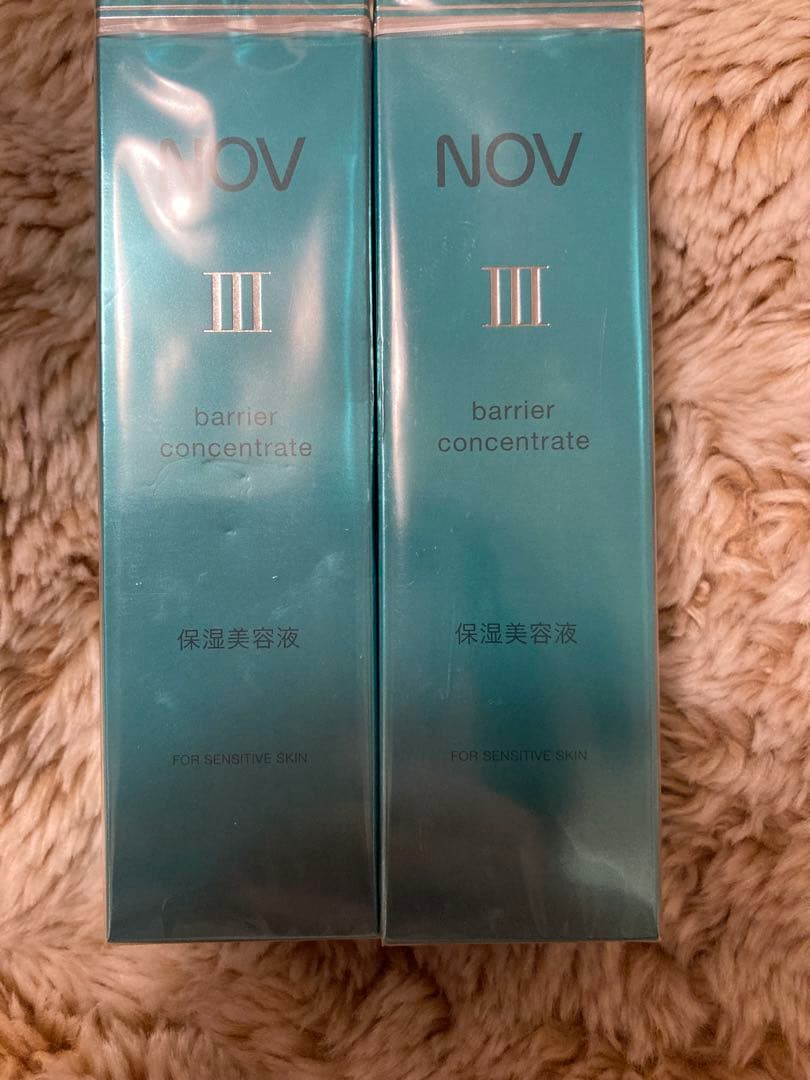 NOV
III
barrier
concentrate
保湿美容液
FOR SENSITIVE SKIN
NOV
III
barrier
concentrate
保湿美容液
FOR SENSITIVE SKIN